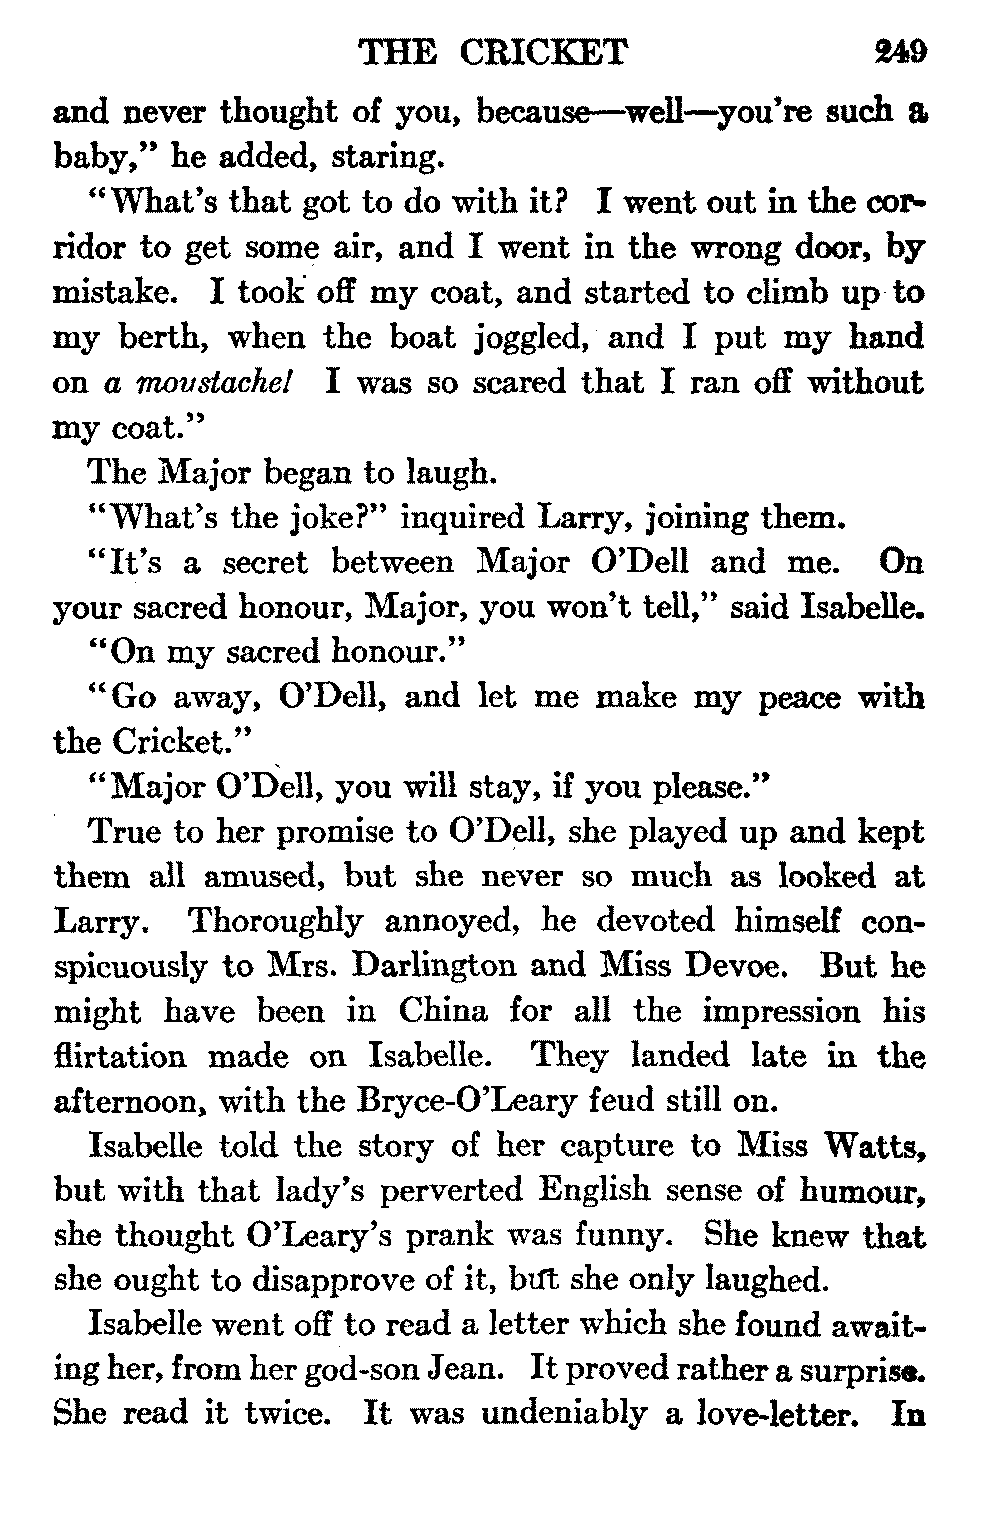 THE CRICKET 249
and never thought of you, because—well—you're such a
baby," he added, staring.
"What's that got to do with it? I went out in the cor-
ridor to get some air, and I went in the wrong door, by
mistake. I took off my coat, and started to climb up to
my berth, when the boat joggled, and I put my hand
on a moustache! I was so scared that I ran off without
my coat."
The Major began to laugh.
"What's the joke?" inquired Larry, joining them.
"It's a secret between Major O'Dell and me. On
your sacred honour, Major, you won't tell," said Isabelle.
"On my sacred honour."
"Go away, O'Dell, and let me make my peace with
the Cricket."
"Major O'Dell, you will stay, if you please."
True to her promise to O'Dell, she played up and kept
them all amused, but she never so much as looked at
Larry. Thoroughly annoyed, he devoted himself con-
spicuously to Mrs. Darlington and Miss Devoe. But he
might have been in China for all the impression his
flirtation made on Isabelle. They landed late in the
afternoon, with the Bryce-O'Leary feud still on.
Isabelle told the story of her capture to Miss Watts,
but with that lady's perverted English sense of humour,
she thought O'Leary's prank was funny. She knew that
she ought to disapprove of it, but she only laughed.
Isabelle went off to read a letter which she found await-
ing her, from her god-son Jean. It proved rather a surprise.
She read it twice. It was undeniably a love-letter. In